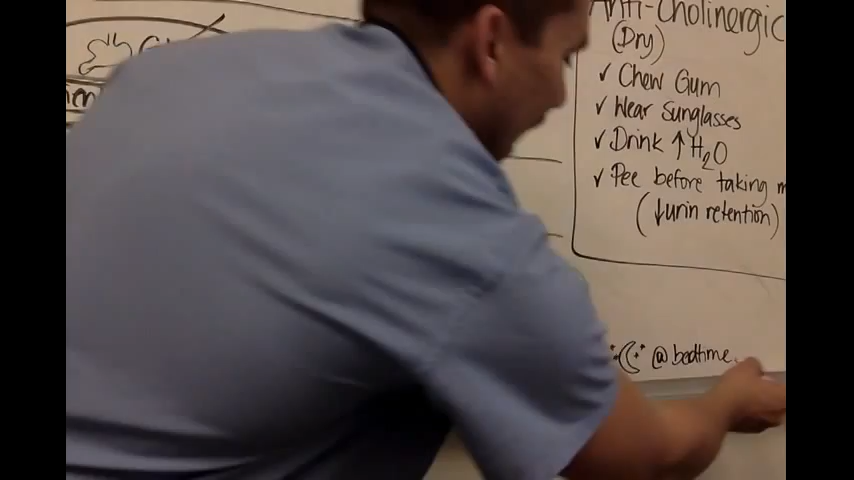 Anti-Cholinergic
(Dry)
✓ Chew Gum
✓ Wear Sunglasses
✓ Drink ↑ H2O
✓ Pee before taking m
(↓urin retention)
@ bedtime